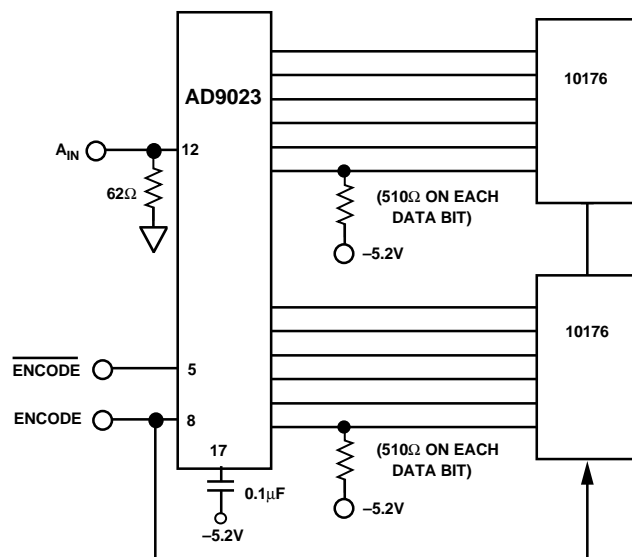 AD9023
10176
A_IN
12
62Ω
(510Ω ON EACH
DATA BIT)
–5.2V
10176
E̅N̅C̅O̅D̅E̅
5
ENCODE
8
17
(510Ω ON EACH
DATA BIT)
0.1μF
–5.2V
–5.2V